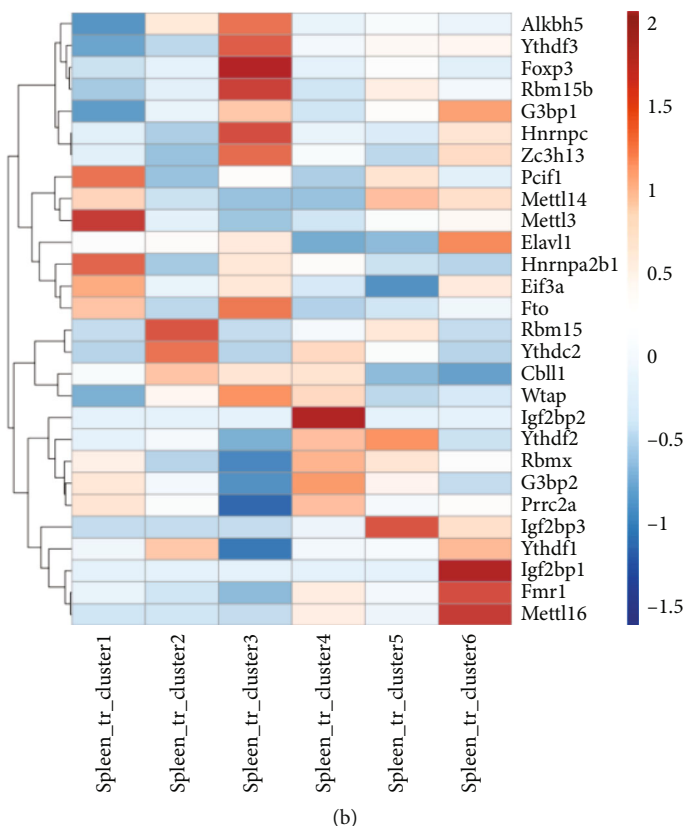 Alkbh5
Ythdf3
Foxp3
Rbm15b
G3bp1
Hnrnpc
Zc3h13
Pcif1
Mettl14
Mettl3
Elavl1
Hnrnpa2b1
Eif3a
Fto
Rbm15
Ythdc2
Cbll1
Wtap
Igf2bp2
Ythdf2
Rbmx
G3bp2
Prrc2a
Igf2bp3
Ythdf1
Igf2bp1
Fmr1
Mettl16
2
1.5
1
0.5
0
−0.5
−1
−1.5
Spleen_tr_cluster1
Spleen_tr_cluster2
Spleen_tr_cluster3
Spleen_tr_cluster4
Spleen_tr_cluster5
Spleen_tr_cluster6
(b)